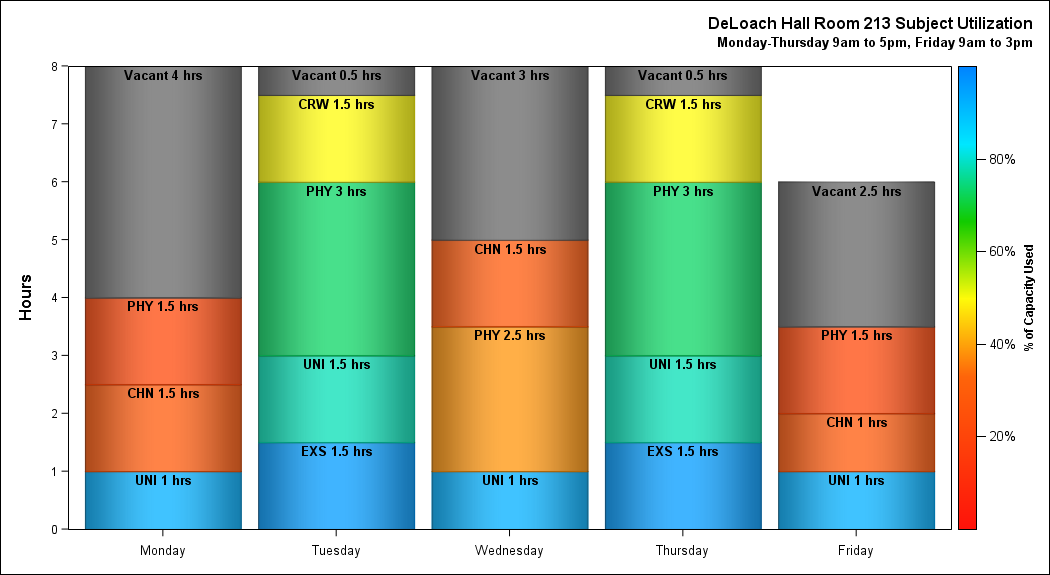 DeLoach Hall Room 213 Subject Utilization
Monday-Thursday 9am to 5pm, Friday 9am to 3pm
Hours
8
7
6
5
4
3
2
1
0
Vacant 4 hrs
PHY 1.5 hrs
CHN 1.5 hrs
UNI 1 hrs
Monday
Vacant 0.5 hrs
CRW 1.5 hrs
PHY 3 hrs
UNI 1.5 hrs
EXS 1.5 hrs
Tuesday
Vacant 3 hrs
CHN 1.5 hrs
PHY 2.5 hrs
UNI 1 hrs
Wednesday
Vacant 0.5 hrs
CRW 1.5 hrs
PHY 3 hrs
UNI 1.5 hrs
EXS 1.5 hrs
Thursday
Vacant 2.5 hrs
PHY 1.5 hrs
CHN 1 hrs
UNI 1 hrs
Friday
80%
60%
40%
20%
% of Capacity Used